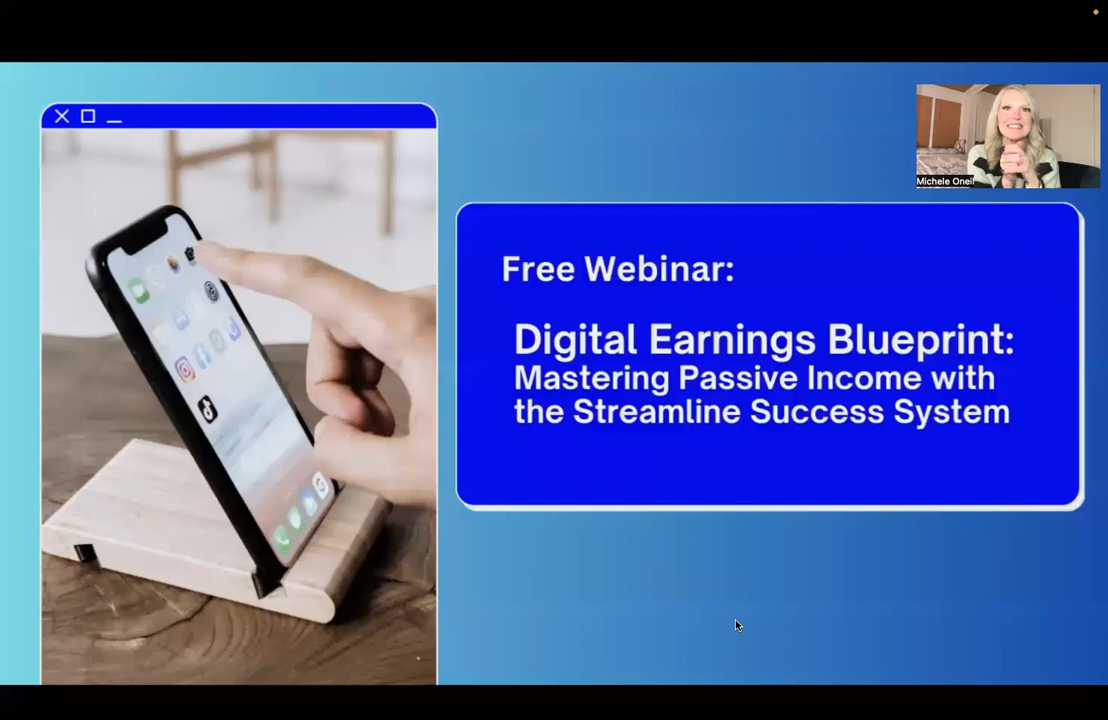 Michele Oneil
Free Webinar:
Digital Earnings Blueprint:
Mastering Passive Income with
the Streamline Success System